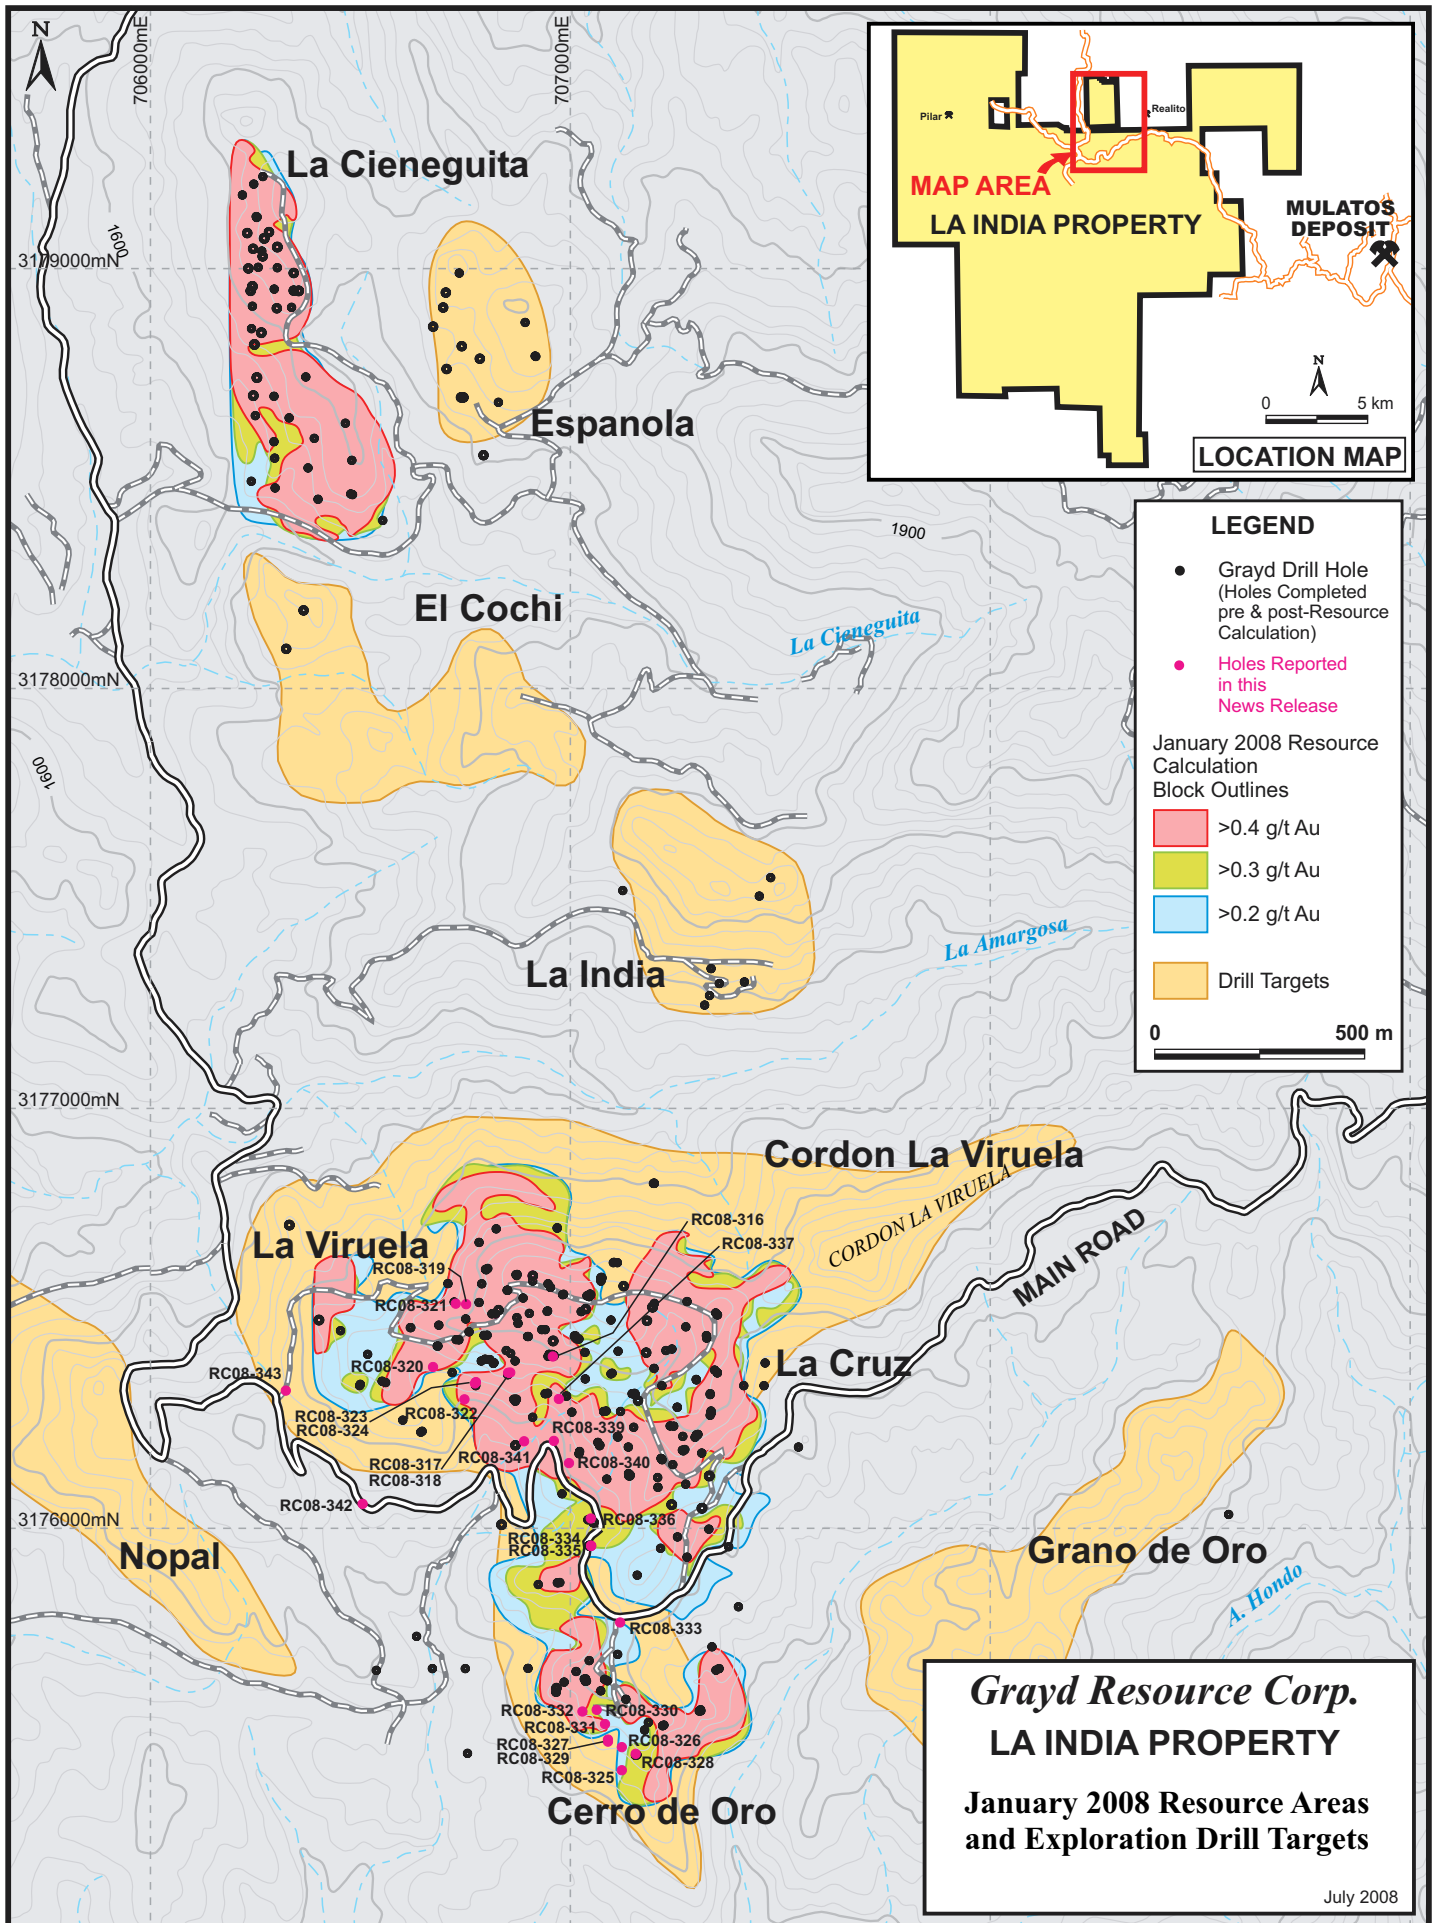 N
706000mE
707000mE
La Cieneguita
1600
3179000mN
Espanola
Pilar
Realito
MAP AREA
LA INDIA PROPERTY
MULATOS
DEPOSIT
N
0 5 km
LOCATION MAP
1900
LEGEND
Grayd Drill Hole
(Holes Completed
pre & post-Resource
Calculation)
Holes Reported
in this
News Release
January 2008 Resource
Calculation
Block Outlines
>0.4 g/t Au
>0.3 g/t Au
>0.2 g/t Au
Drill Targets
0 500 m
El Cochi
La Cieneguita
3178000mN
1600
La India
La Amargosa
3177000mN
Cordon La Viruela
CORDON LA VIRUELA
MAIN ROAD
La Viruela
RC08-316
RC08-337
RC08-319
RC08-321
RC08-320
La Cruz
RC08-343
RC08-323
RC08-324
RC08-322
RC08-339
RC08-341
RC08-317
RC08-318
RC08-340
RC08-342
RC08-336
3176000mN
RC08-334
RC08-335
Nopal
Grano de Oro
A. Hondo
RC08-333
RC08-332
RC08-330
RC08-331
RC08-327
RC08-329
RC08-326
RC08-328
RC08-325
Cerro de Oro
Grayd Resource Corp.
LA INDIA PROPERTY
January 2008 Resource Areas
and Exploration Drill Targets
July 2008